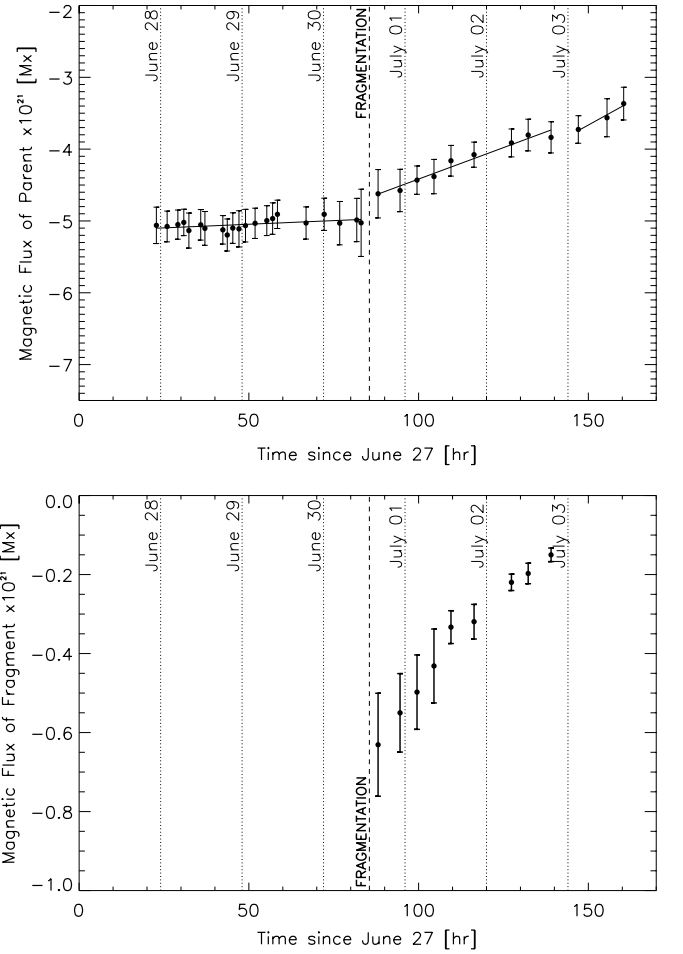 −2
−3
−4
−5
−6
−7
Magnetic Flux of Parent x10²¹ [Mx]
June 28
June 29
June 30
FRAGMENTATION
July 01
July 02
July 03
0 50 100 150
Time since June 27 [hr]
0.0
−0.2
−0.4
−0.6
−0.8
−1.0
Magnetic Flux of Fragment x10²¹ [Mx]
June 28
June 29
June 30
FRAGMENTATION
July 01
July 02
July 03
0 50 100 150
Time since June 27 [hr]